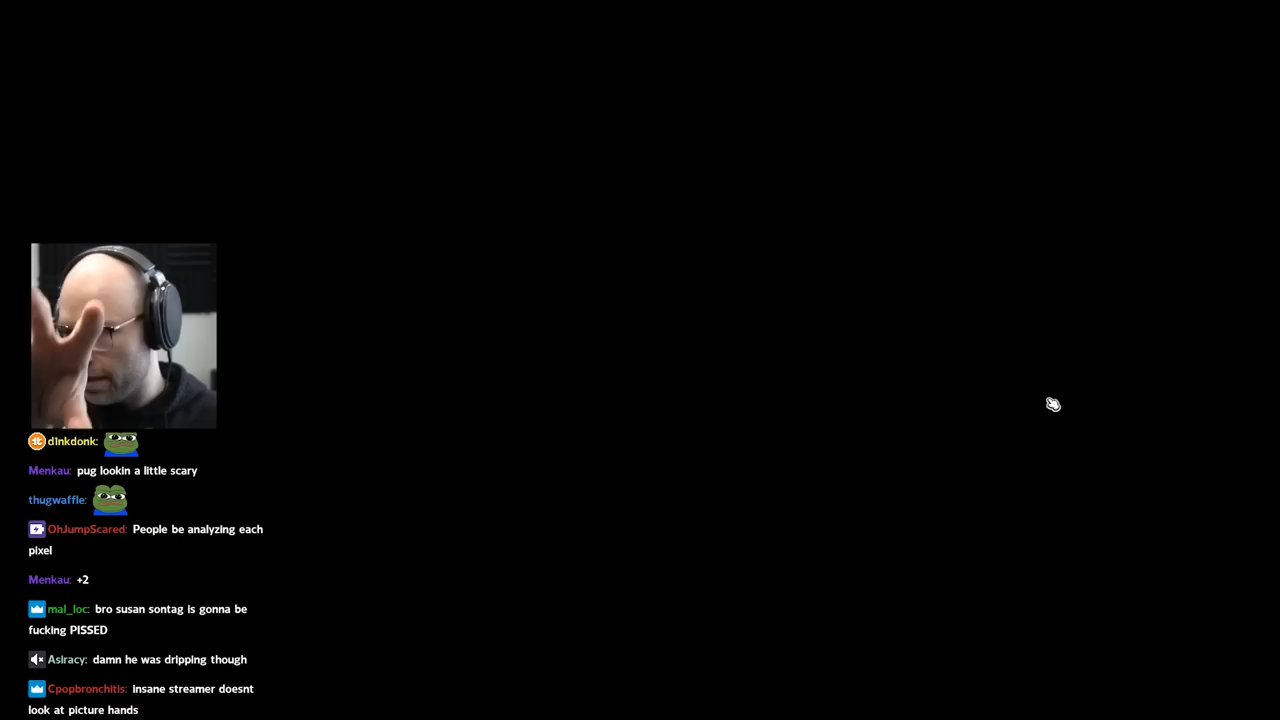 d1nkdonk:
Menkau: pug lookin a little scary
thugwaffle:
OhJumpScared: People be analyzing each
pixel
Menkau: +2
mal_loc: bro susan sontag is gonna be
fucking PISSED
Asiracy: damn he was dripping though
Cpopbronchitis: insane streamer doesnt
look at picture hands